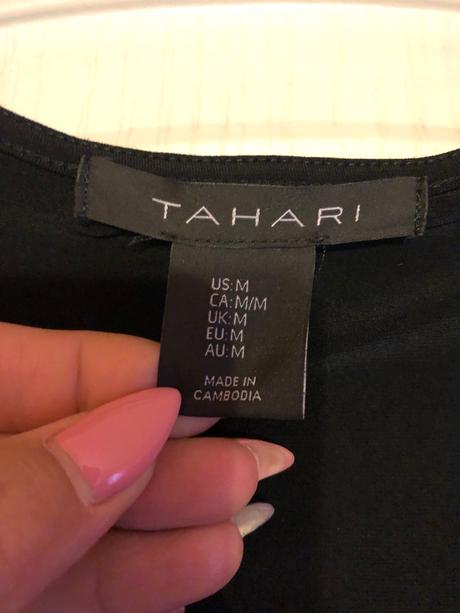 TAHARI
US:M
CA:M/M
UK:M
EU:M
AU:M
MADE IN
CAMBODIA